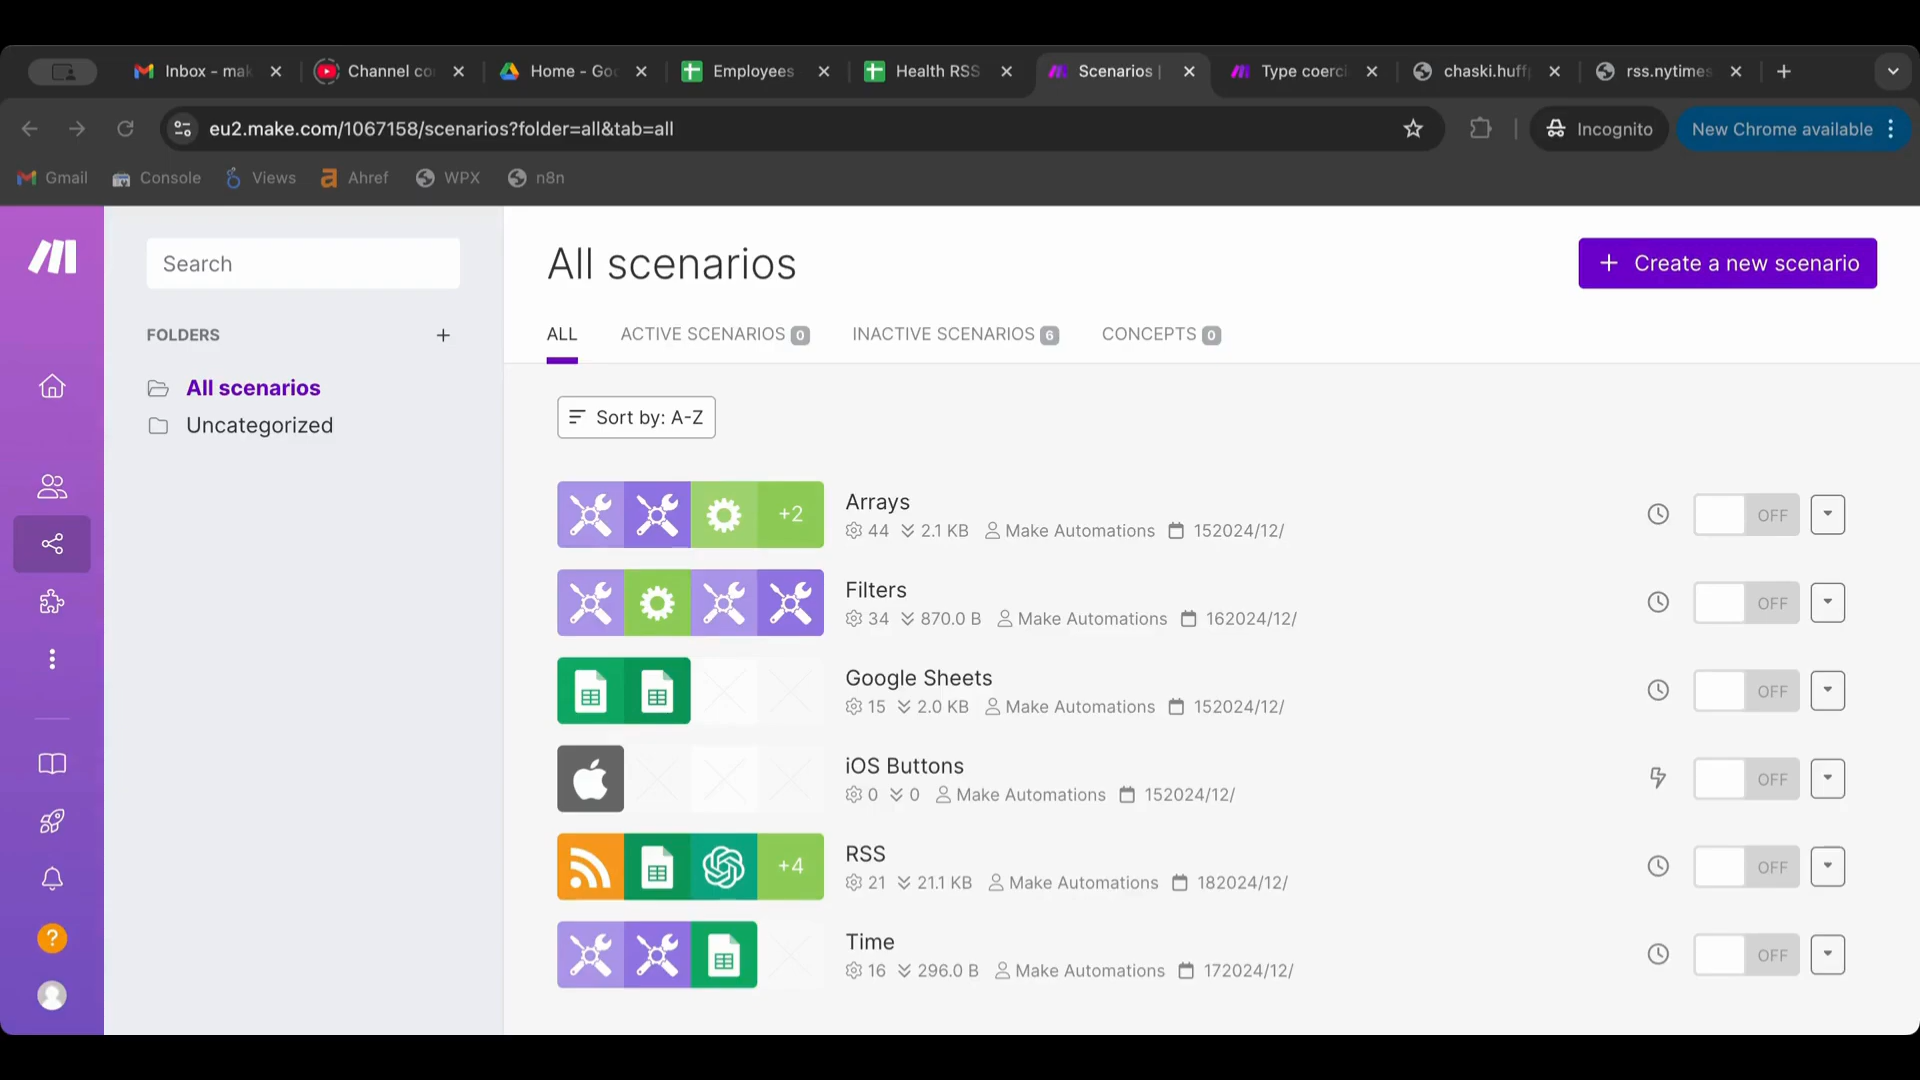 Inbox - mak
Channel co
Home - Goo
Employees
Health RSS
Scenarios |
Type coerci
chaski.huffp
rss.nytimes
eu2.make.com/1067158/scenarios?folder=all&tab=all
Incognito
New Chrome available
Gmail
Console
Views
Ahref
WPX
n8n
Search
FOLDERS
All scenarios
Uncategorized
All scenarios
+ Create a new scenario
ALL
ACTIVE SCENARIOS 0
INACTIVE SCENARIOS 6
CONCEPTS 0
Sort by: A-Z
+2
Arrays
44 2.1 KB Make Automations 152024/12/
OFF
Filters
34 870.0 B Make Automations 162024/12/
OFF
Google Sheets
15 2.0 KB Make Automations 152024/12/
OFF
iOS Buttons
0 0 Make Automations 152024/12/
OFF
+4
RSS
21 21.1 KB Make Automations 182024/12/
OFF
Time
16 296.0 B Make Automations 172024/12/
OFF
?